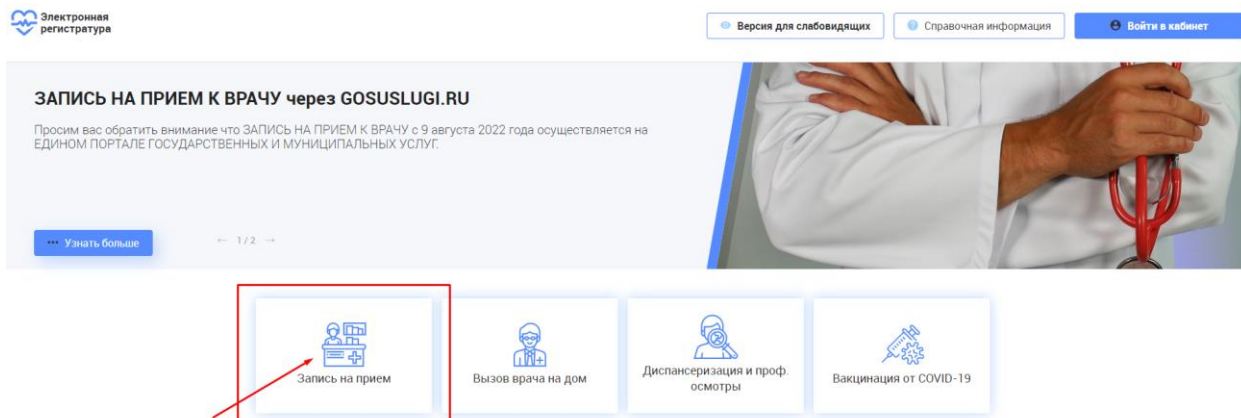 Электронная
регистратура
Версия для слабовидящих
Справочная информация
Войти в кабинет
ЗАПИСЬ НА ПРИЕМ К ВРАЧУ через GOSUSLUGI.RU
Просим вас обратить внимание что ЗАПИСЬ НА ПРИЕМ К ВРАЧУ с 9 августа 2022 года осуществляется на
ЕДИНОМ ПОРТАЛЕ ГОСУДАРСТВЕННЫХ И МУНИЦИПАЛЬНЫХ УСЛУГ.
••• Узнать больше
← 1/2 →
Запись на прием
Вызов врача на дом
Диспансеризация и проф.
осмотры
Вакцинация от COVID-19